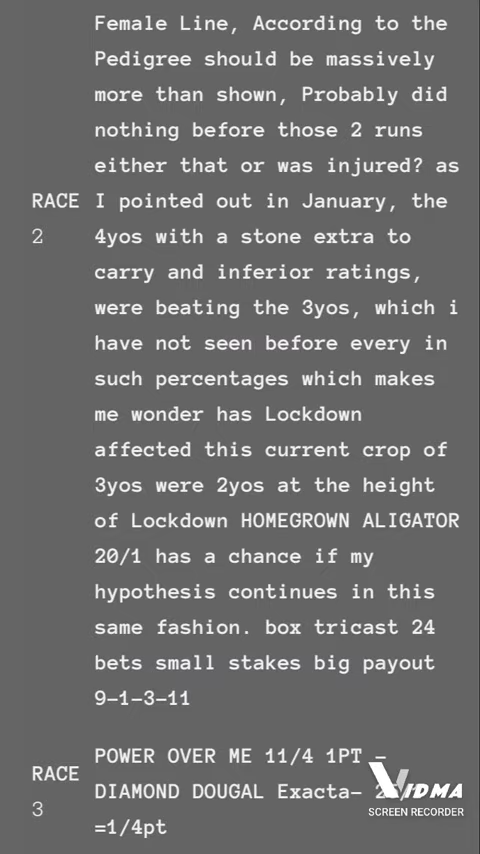 Female Line, According to the
Pedigree should be massively
more than shown, Probably did
nothing before those 2 runs
either that or was injured? as
RACE I pointed out in January, the
2 4yos with a stone extra to
carry and inferior ratings,
were beating the 3yos, which i
have not seen before every in
such percentages which makes
me wonder has Lockdown
affected this current crop of
3yos were 2yos at the height
of Lockdown HOMEGROWN ALIGATOR
20/1 has a chance if my
hypothesis continues in this
same fashion. box tricast 24
bets small stakes big payout
9-1-3-11
POWER OVER ME 11/4 1PT -
RACE
DIAMOND DOUGAL Exacta-
3
=1/4pt
VIDMA
SCREEN RECORDER